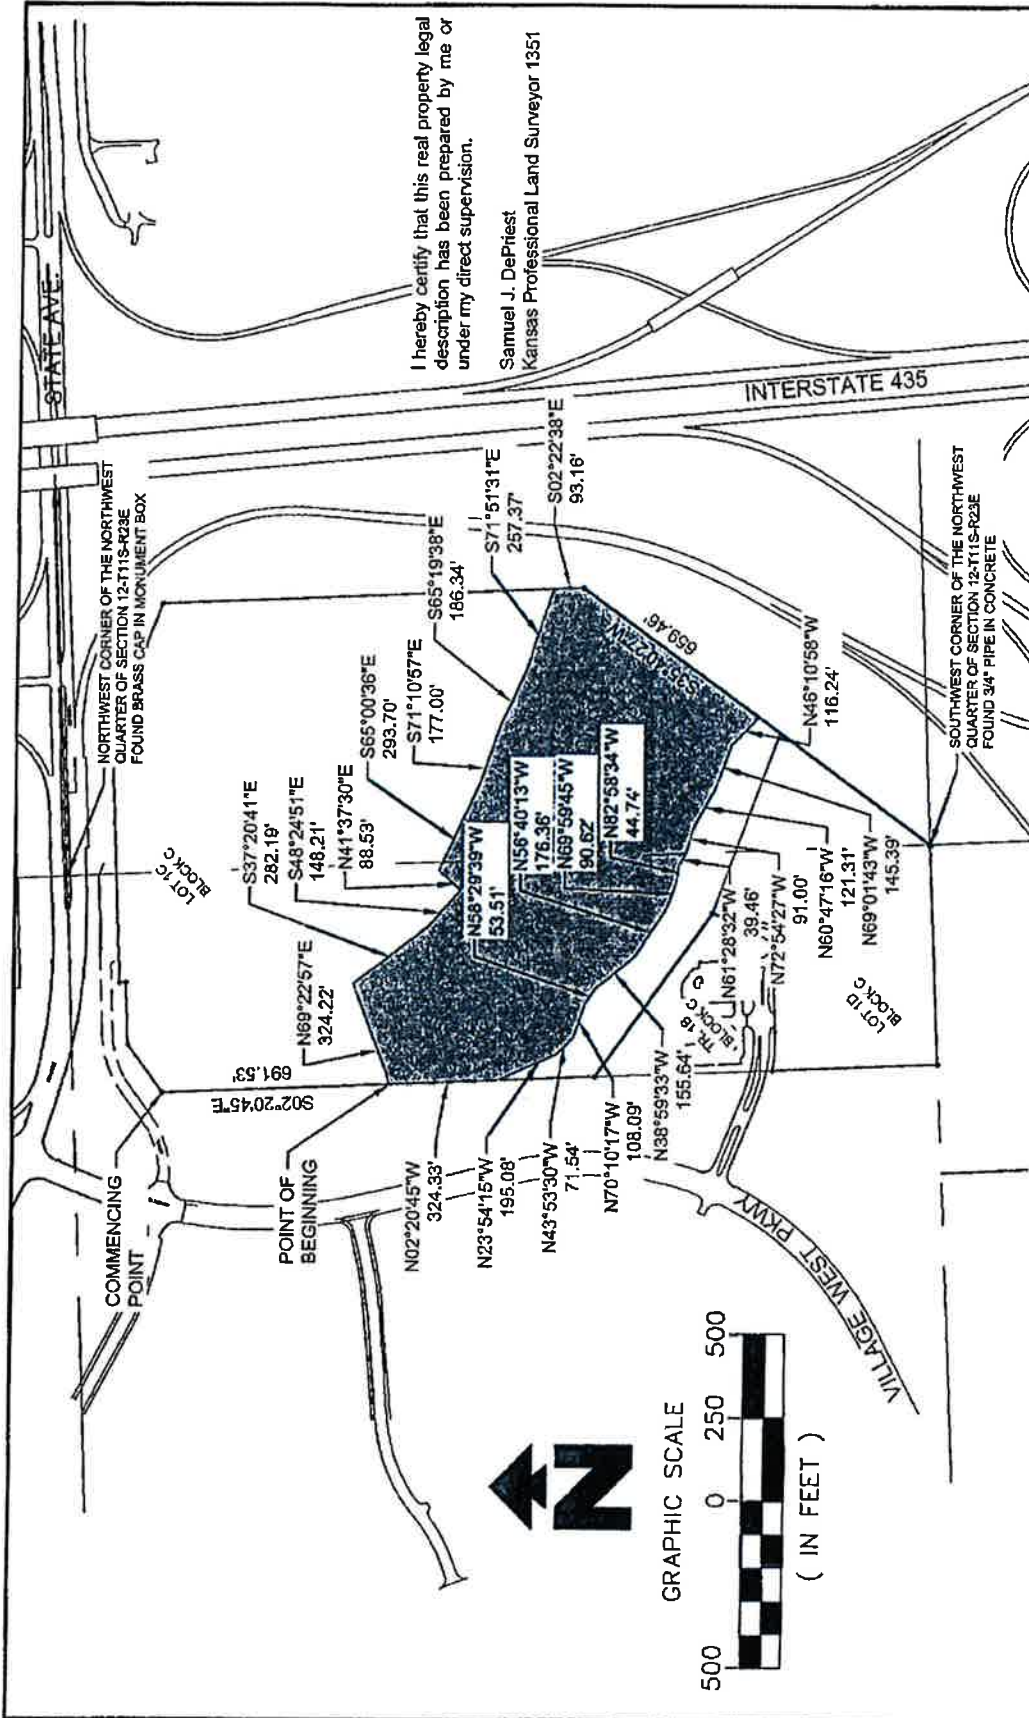 STATE AVE.
I hereby certify that this real property legal
description has been prepared by me or
under my direct supervision.
Samuel J. DePriest
Kansas Professional Land Surveyor 1351
NORTHWEST CORNER OF THE NORTHWEST
QUARTER OF SECTION 12-T11S-R23E
FOUND BRASS CAP IN MONUMENT BOX
INTERSTATE 435
COMMENCING
POINT
LOT 1C
BLOCK C
S02°20'45"E
691.53'
POINT OF
BEGINNING
N69°22'57"E
324.22'
S37°20'41"E
282.19'
S48°24'51"E
148.21'
N41°37'30"E
88.53'
S65°00'36"E
293.70'
S71°10'57"E
177.00'
S65°19'38"E
186.34'
S71°51'31"E
257.37'
S02°22'38"E
93.16'
S35°40'27"W
659.46'
N46°10'58"W
116.24'
N69°01'43"W
145.39'
N60°47'16"W
121.31'
N72°54'27"W
91.00'
N61°28'32"W
39.46'
N82°58'34"W
44.74'
N69°59'45"W
90.62'
N56°40'13"W
176.36'
N38°59'33"W
155.64'
N58°29'39"W
53.51'
N70°10'17"W
108.09'
N43°53'30"W
71.54'
N23°54'15"W
195.08'
N02°20'45"W
324.33'
TR. 18
BLOCK C
LOT 1D
BLOCK C
SOUTHWEST CORNER OF THE NORTHWEST
QUARTER OF SECTION 12-T11S-R23E
FOUND 3/4" PIPE IN CONCRETE
VILLAGE WEST PKWY
N
GRAPHIC SCALE
500 0 250 500
( IN FEET )